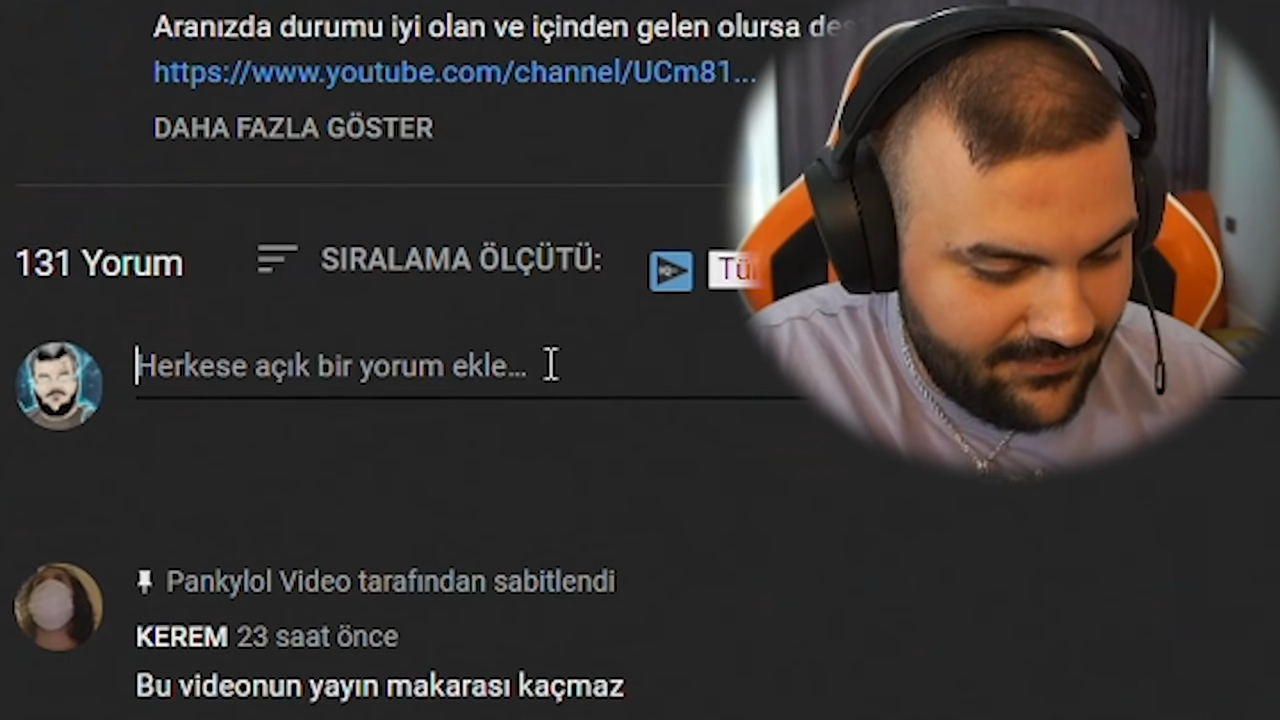 Aranızda durumu iyi olan ve içinden gelen olursa
https://www.youtube.com/channel/UCm81...
DAHA FAZLA GÖSTER
131 Yorum
SIRALAMA ÖLÇÜTÜ:
Herkese açık bir yorum ekle...
Pankylol Video tarafından sabitlendi
KEREM 23 saat önce
Bu videonun yayın makarası kaçmaz